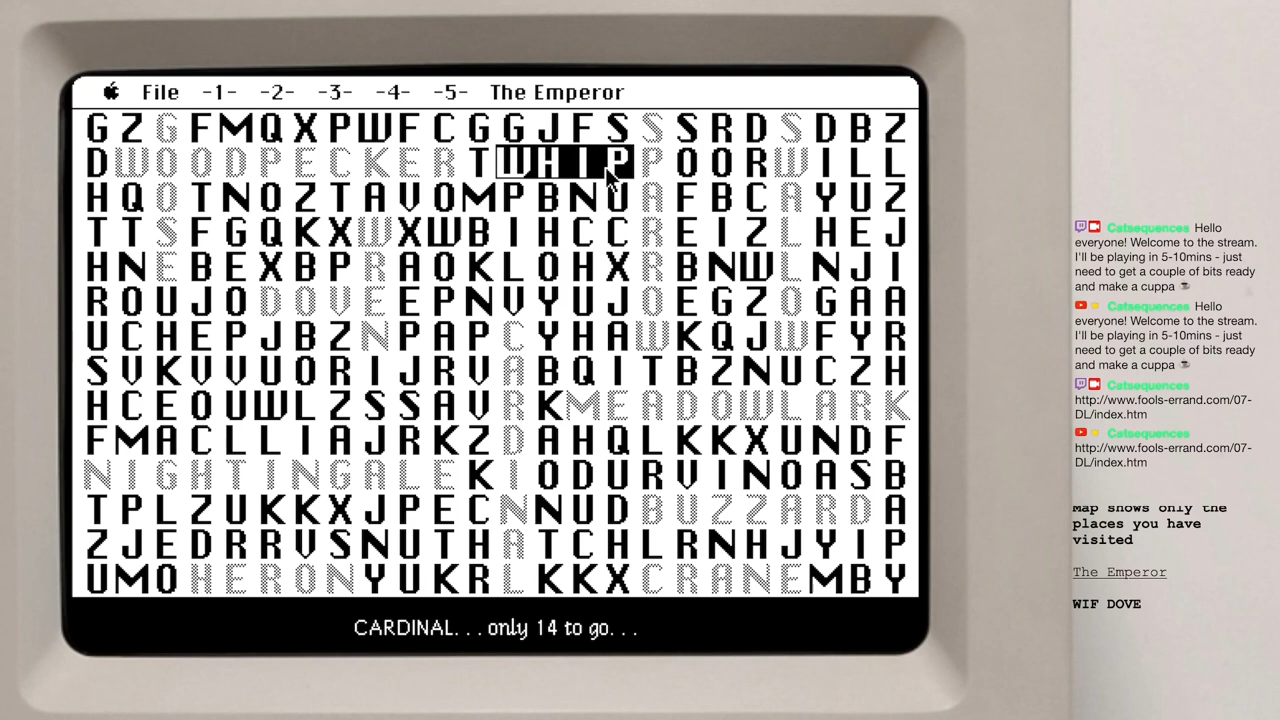 File -1- -2- -3- -4- -5- The Emperor
G Z G F M Q X P W F C G G J F S S S R D S D B Z
D W O O D P E C K E R T W H I P P O O R W I L L
H Q O T N O Z T A V O M P B N U A F B C A Y U Z
T T S F G Q K X W X W B I H C C R E I Z L H E J
H N E B E X B P R A O K L O H X R B N W L N J I
R O U J O D O V E E P N V Y U J O E G Z O G A A
U C H E P J B Z N P A P C Y H A W K Q J W F Y R
S V K V V U O R I J R V A B Q I T B Z N U C Z H
H C E O U W L Z S S A V R K M E A D O W L A R K
F M A C L L I A J R K Z D A H Q L K K X U N D F
N I G H T I N G A L E K I O D U R V I N O A S B
T P L Z U K K X J P E C N N U D B U Z Z A R D A
Z J E D R R V S N U T H A T C H L R N H J Y I P
U M O H E R O N Y U K R L K K X C R A N E M B Y
CARDINAL. . . only 14 to go. . .
Catsequences Hello
everyone! Welcome to the stream.
I'll be playing in 5-10mins - just
need to get a couple of bits ready
and make a cuppa
Catsequences Hello
everyone! Welcome to the stream.
I'll be playing in 5-10mins - just
need to get a couple of bits ready
and make a cuppa
Catsequences
http://www.fools-errand.com/07-
DL/index.htm
Catsequences
http://www.fools-errand.com/07-
DL/index.htm
Map shows only the
places you have
visited
The Emperor
WIF DOVE